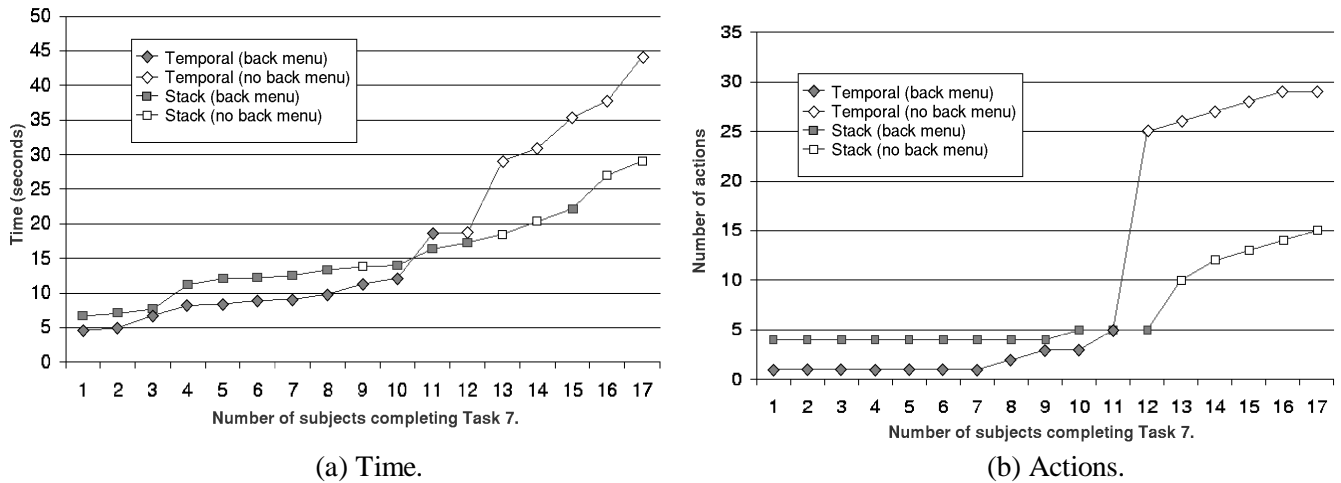 50
45
40
35
30
25
20
15
10
5
0
Time (seconds)
Temporal (back menu)
Temporal (no back menu)
Stack (back menu)
Stack (no back menu)
1 2 3 4 5 6 7 8 9 10 11 12 13 14 15 16 17
Number of subjects completing Task 7.
(a) Time.
35
30
25
20
15
10
5
0
Number of actions
Temporal (back menu)
Temporal (no back menu)
Stack (back menu)
Stack (no back menu)
1 2 3 4 5 6 7 8 9 10 11 12 13 14 15 16 17
Number of subjects completing Task 7.
(b) Actions.